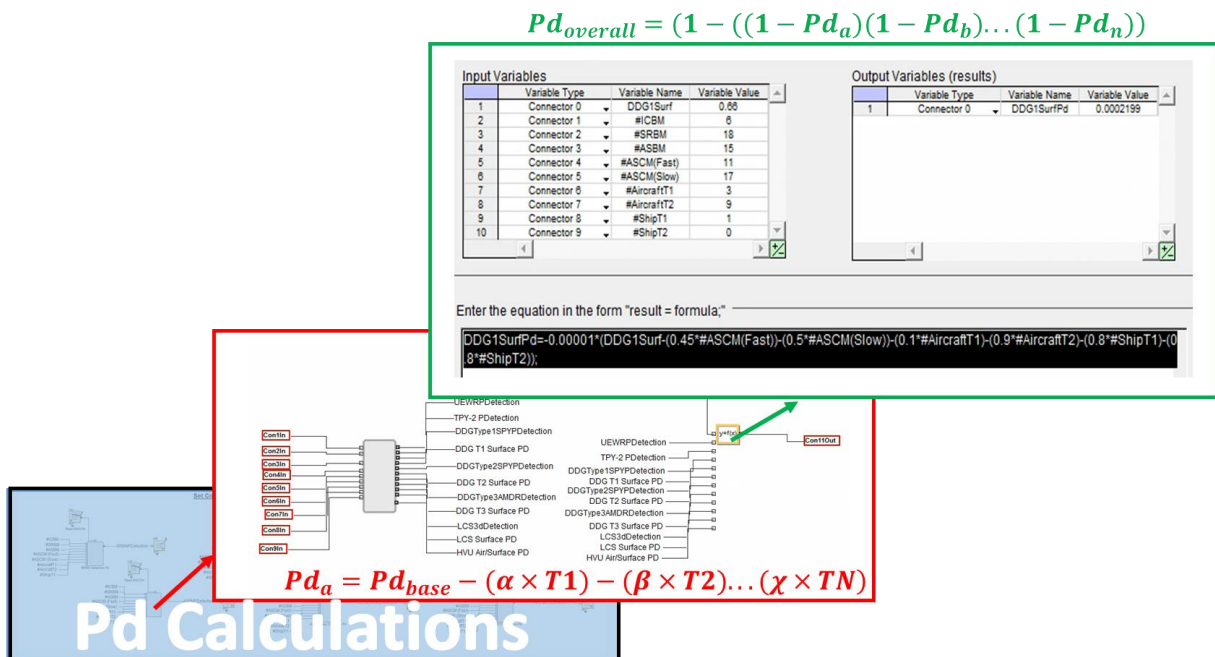 Pd_overall = (1 − ((1 − Pd_a)(1 − Pd_b)… (1 − Pd_n))
Input Variables
Variable Type Variable Name Variable Value
1 Connector 0 DDG1Surf 0.66
2 Connector 1 #ICBM 6
3 Connector 2 #SRBM 18
4 Connector 3 #ASBM 15
5 Connector 4 #ASCM(Fast) 11
6 Connector 5 #ASCM(Slow) 17
7 Connector 6 #AircraftT1 3
8 Connector 7 #AircraftT2 9
9 Connector 8 #ShipT1 1
10 Connector 9 #ShipT2 0
Output Variables (results)
Variable Type Variable Name Variable Value
1 Connector 0 DDG1SurfPd 0.0002199
Enter the equation in the form "result = formula;"
DDG1SurfPd=-0.00001*(DDG1Surf-(0.45*#ASCM(Fast))-(0.5*#ASCM(Slow))-(0.1*#AircraftT1)-(0.9*#AircraftT2)-(0.8*#ShipT1)-(0
.8*#ShipT2));
Con1In
Con2In
Con3In
Con4In
Con5In
Con6In
Con7In
Con8In
Con9In
UEWRPDetection
TPY-2 PDetection
DDGType1SPYPDetection
DDG T1 Surface PD
DDGType2SPYPDetection
DDG T2 Surface PD
DDGType3AMDRDetection
DDG T3 Surface PD
LCS3dDetection
LCS Surface PD
HVU Air/Surface PD
UEWRPDetection
TPY-2 PDetection
DDGType1SPYPDetection
DDG T1 Surface PD
DDGType2SPYPDetection
DDG T2 Surface PD
DDGType3AMDRDetection
DDG T3 Surface PD
LCS3dDetection
LCS Surface PD
HVU Air/Surface PD
y=f(x)
Con11Out
Pd_a = Pd_base − (α × T1) − (β × T2)… (χ × TN)
Pd Calculations